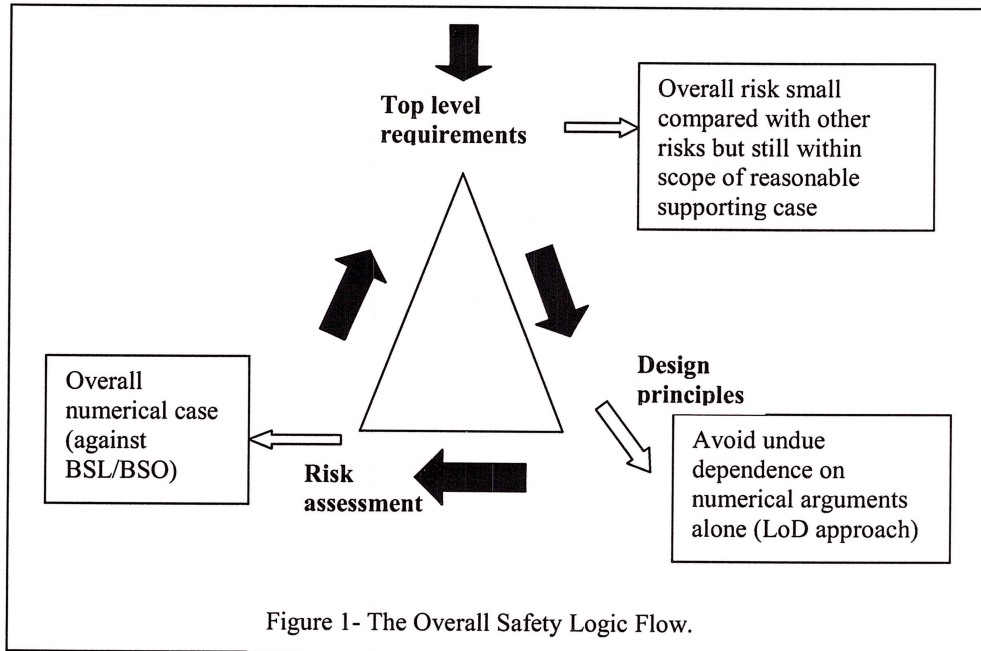 Top level
requirements
Overall risk small
compared with other
risks but still within
scope of reasonable
supporting case
Design
principles
Avoid undue
dependence on
numerical arguments
alone (LoD approach)
Overall
numerical case
(against
BSL/BSO)
Risk
assessment
Figure 1- The Overall Safety Logic Flow.